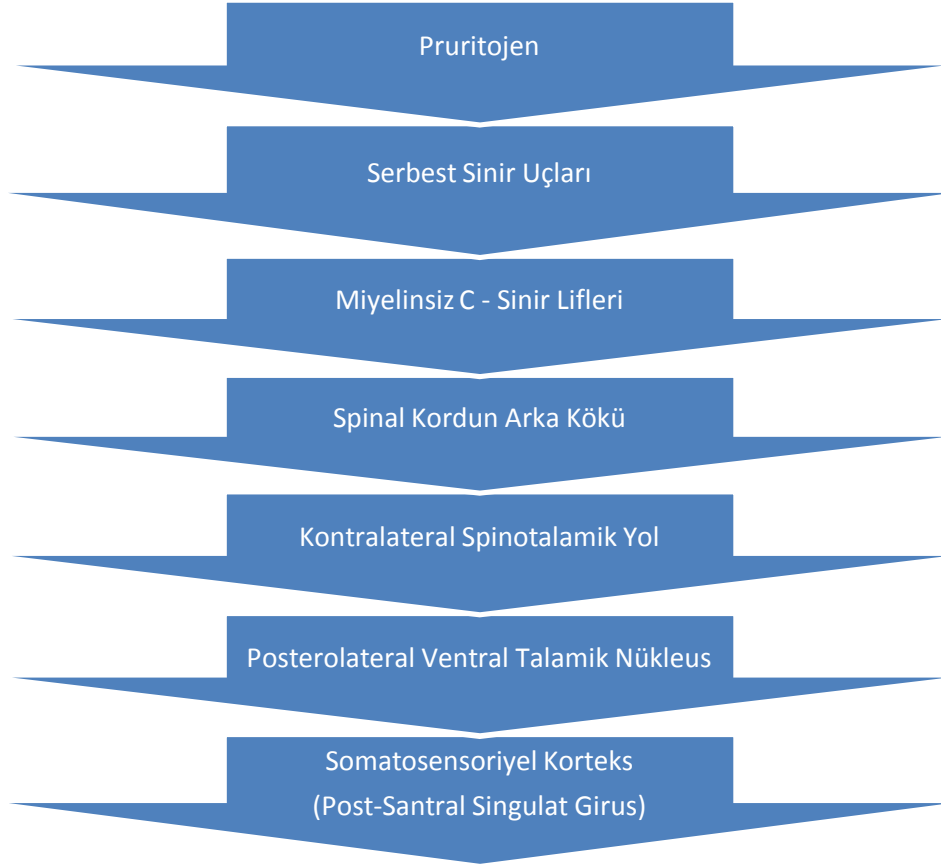 Pruritojen
Serbest Sinir Uçları
Miyelinsiz C - Sinir Lifleri
Spinal Kordun Arka Kökü
Kontralateral Spinotalamik Yol
Posterolateral Ventral Talamik Nükleus
Somatosensoriyel Korteks
(Post-Santral Singulat Girus)